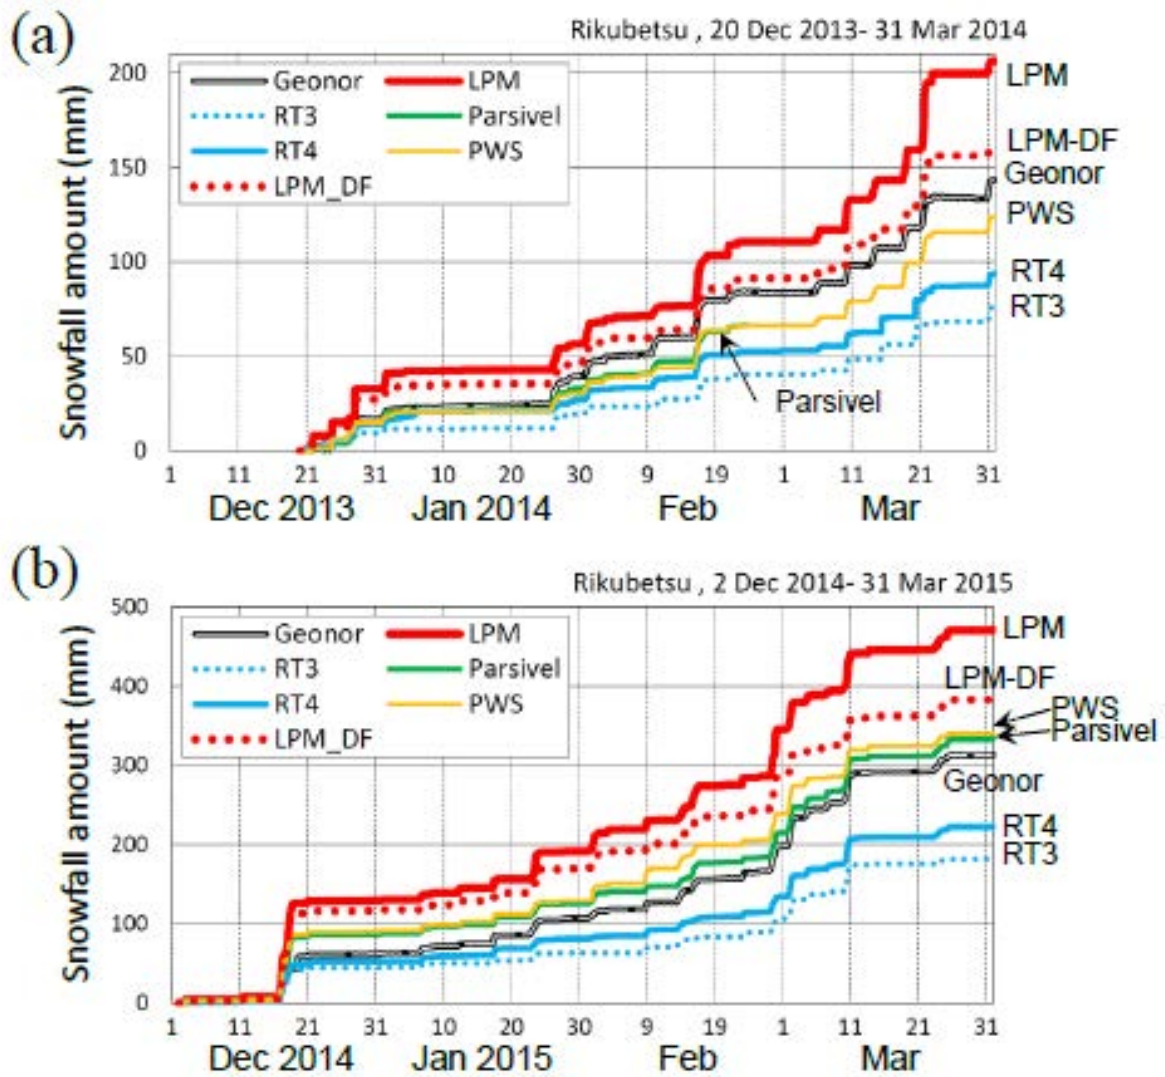 (a)
Rikubetsu , 20 Dec 2013- 31 Mar 2014
Snowfall amount (mm)
200
150
100
50
0
Geonor
LPM
RT3
Parsivel
RT4
PWS
LPM_DF
LPM
LPM-DF
Geonor
PWS
RT4
RT3
Parsivel
1 11 21 31 10 20 30 9 19 1 11 21 31
Dec 2013 Jan 2014 Feb Mar
(b)
Rikubetsu , 2 Dec 2014- 31 Mar 2015
Snowfall amount (mm)
500
400
300
200
100
0
Geonor
LPM
RT3
Parsivel
RT4
PWS
LPM_DF
LPM
LPM-DF
PWS
Parsivel
Geonor
RT4
RT3
1 11 21 31 10 20 30 9 19 1 11 21 31
Dec 2014 Jan 2015 Feb Mar